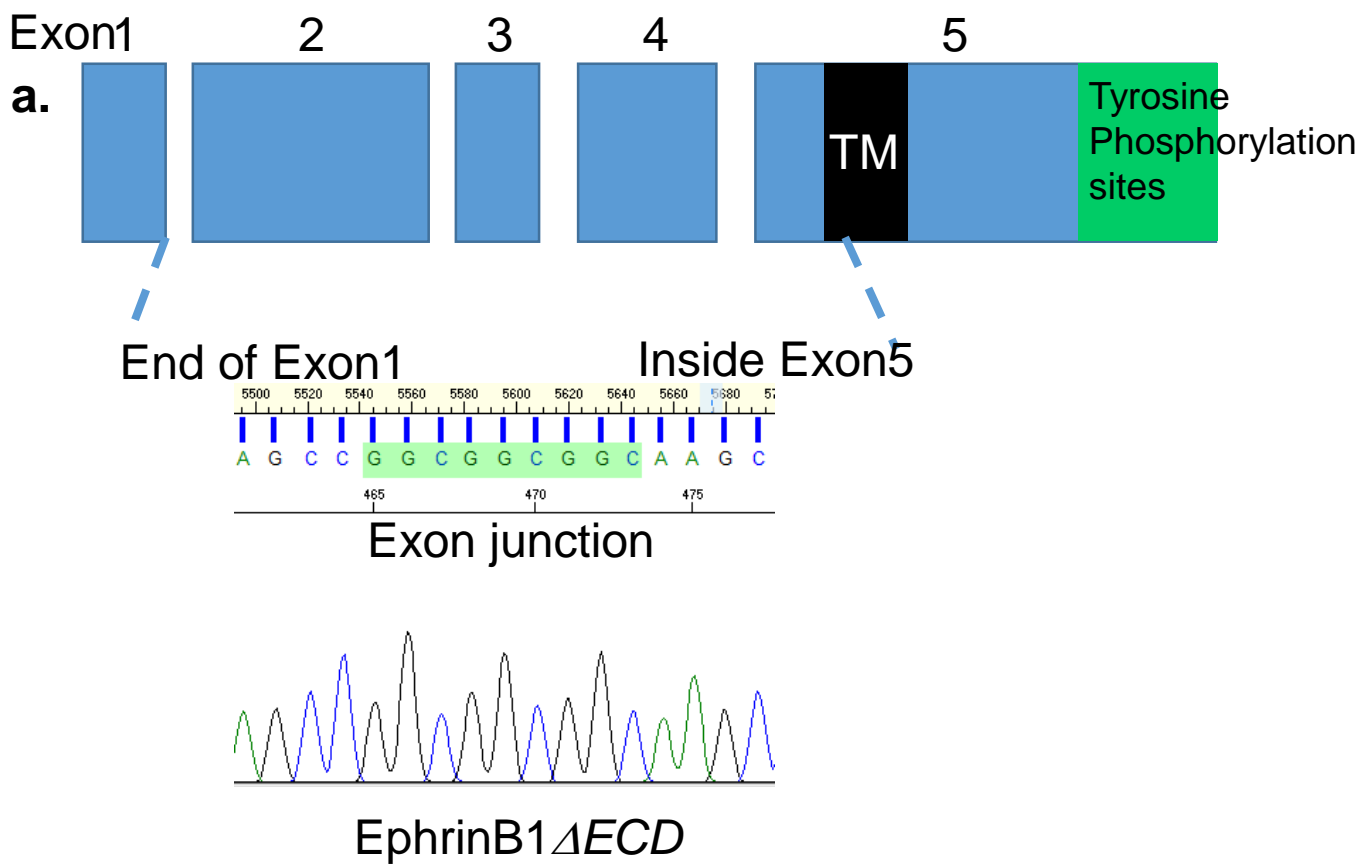 Exon1 2 3 4 5
a.
TM
Tyrosine
Phosphorylation
sites
End of Exon1
Inside Exon5
5500 5520 5540 5560 5580 5600 5620 5640 5660 5680
A G C C G G C G G C G G C A A G C
465 470 475
Exon junction
EphrinB1ΔECD